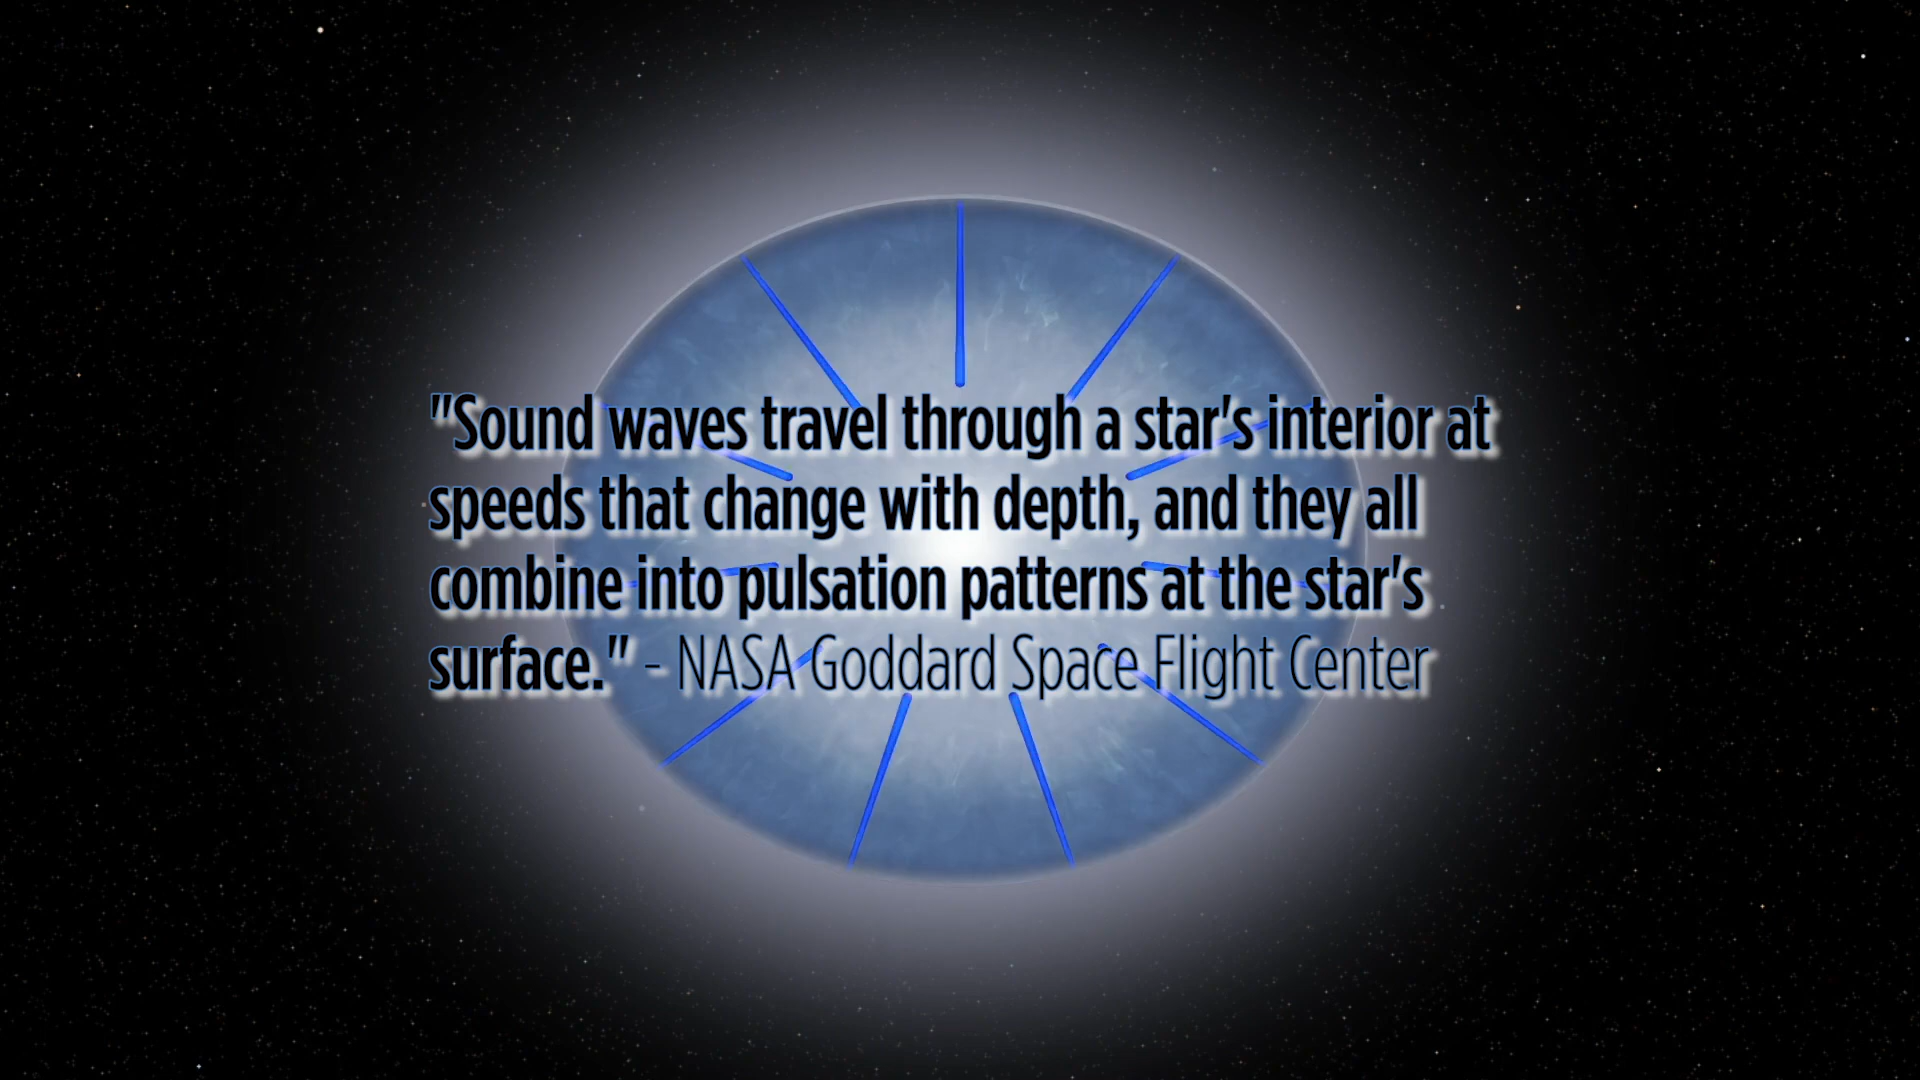 "Sound waves travel through a star's interior at
speeds that change with depth, and they all
combine into pulsation patterns at the star's
surface." - NASA Goddard Space Flight Center